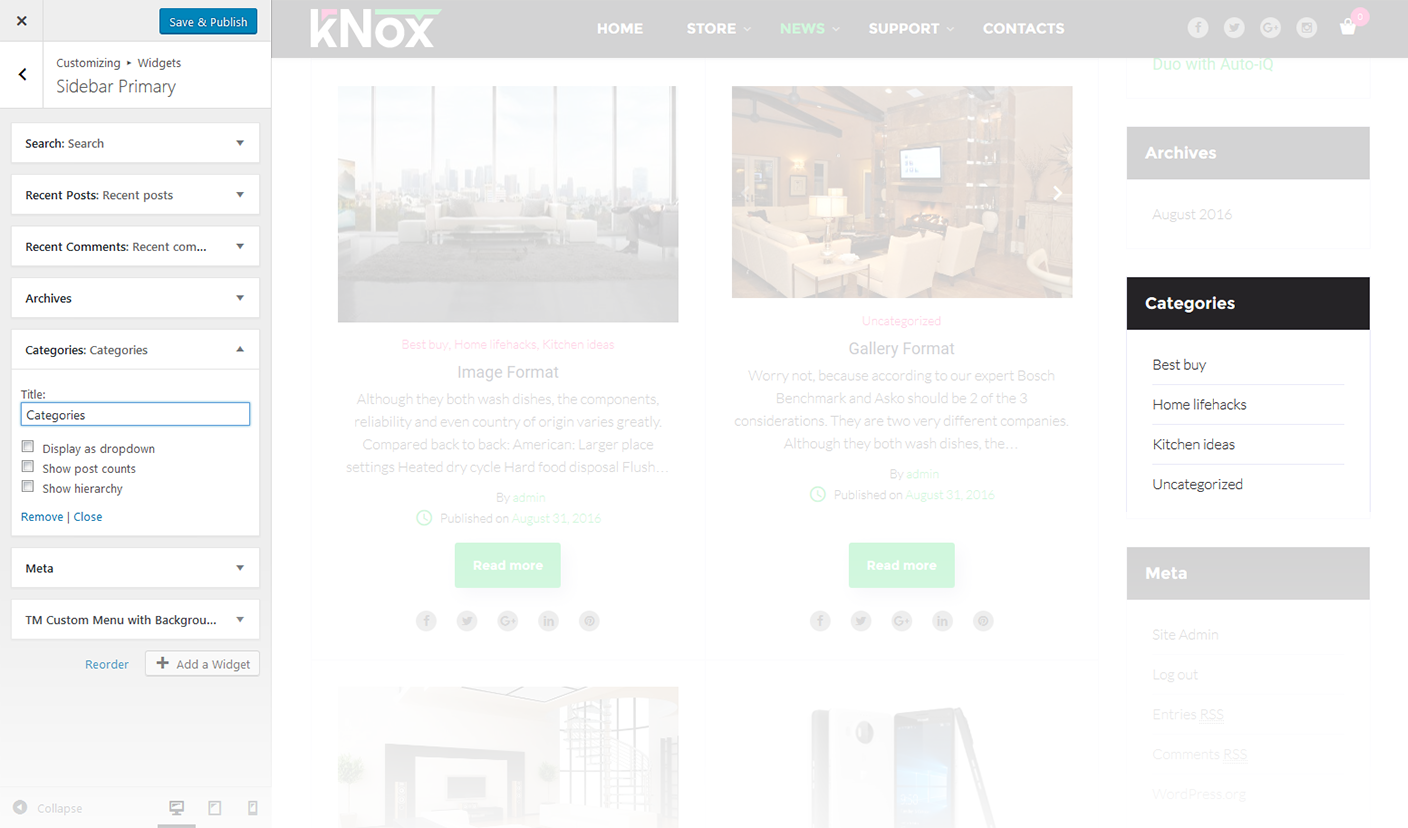 Save & Publish
Customizing ▸ Widgets
Sidebar Primary
Search: Search
Recent Posts: Recent posts
Recent Comments: Recent com...
Archives
Categories: Categories
Title:
Categories
Display as dropdown
Show post counts
Show hierarchy
Remove | Close
Meta
TM Custom Menu with Backgrou...
Reorder
Add a Widget
Collapse
kNox
HOME
STORE
NEWS
SUPPORT
CONTACTS
0
Best buy, Home lifehacks, Kitchen ideas
Image Format
Although they both wash dishes, the components,
reliability and even country of origin varies greatly.
Compared back to back: American: Larger place
settings Heated dry cycle Hard food disposal Flush…
By admin
Published on August 31, 2016
Read more
Uncategorized
Gallery Format
Worry not, because according to our expert Bosch
Benchmark and Asko should be 2 of the 3
considerations. They are two very different companies.
Although they both wash dishes, the…
By admin
Published on August 31, 2016
Read more
Duo with Auto-iQ
Archives
August 2016
Categories
Best buy
Home lifehacks
Kitchen ideas
Uncategorized
Meta
Site Admin
Log out
Entries RSS
Comments RSS
WordPress.org